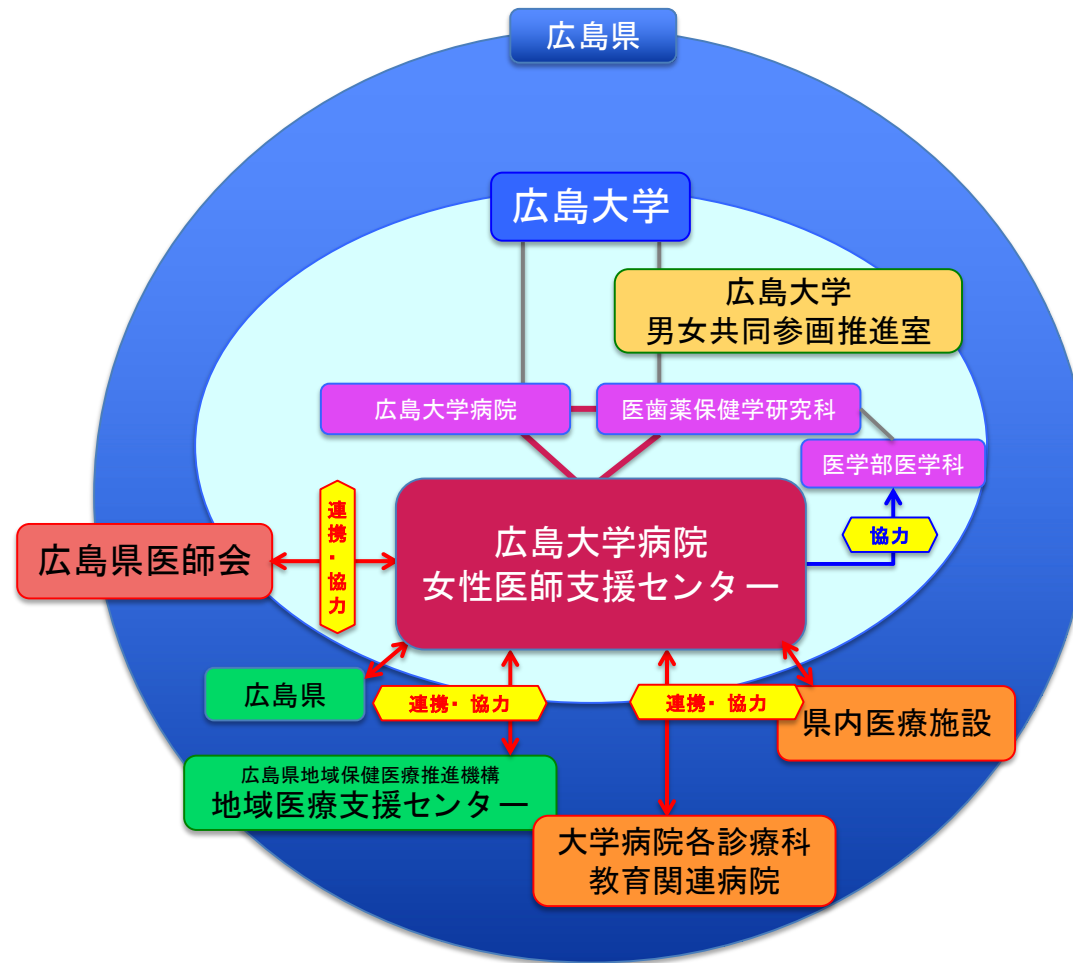 広島県
広島大学
広島大学
男女共同参画推進室
広島大学病院
医歯薬保健学研究科
医学部医学科
連携・協力
広島県医師会
広島大学病院
女性医師支援センター
協力
広島県
連携・協力
連携・協力
県内医療施設
広島県地域保健医療推進機構
地域医療支援センター
大学病院各診療科
教育関連病院